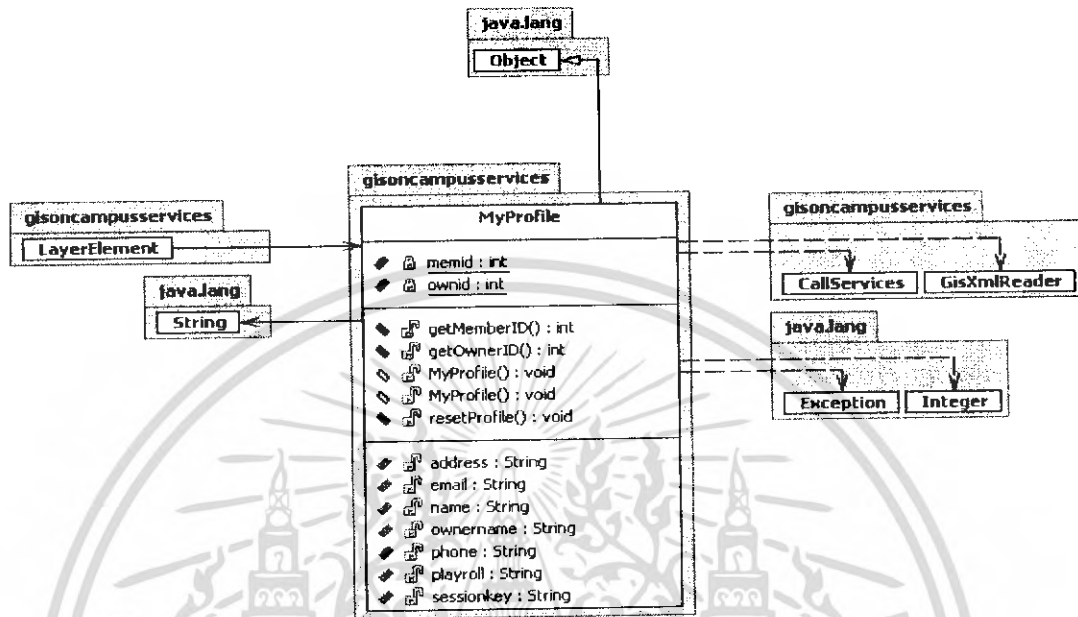 java.lang
Object
gisoncampusservices
MyProfile
memid : int
ownid : int
getMemberID() : int
getOwnerID() : int
MyProfile() : void
MyProfile() : void
resetProfile() : void
address : String
email : String
name : String
ownername : String
phone : String
playroll : String
sessionkey : String
gisoncampusservices
LayerElement
java.lang
String
gisoncampusservices
CallServices
GisXmlReader
java.lang
Exception
Integer